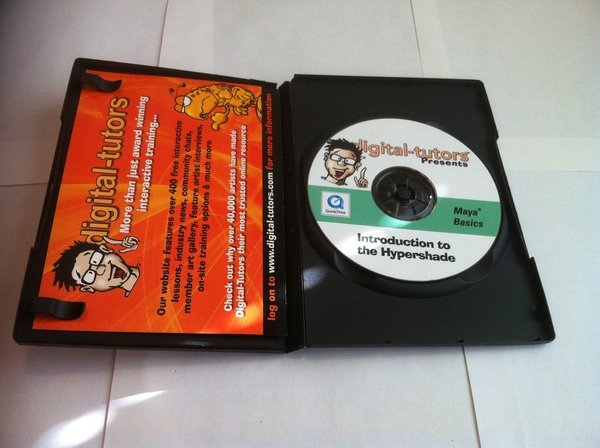 digital-tutors
More than just award winning
interactive training...
Our website features over 400 free interactive
lessons, industry news, community chats,
member art gallery, feature artist interviews,
on-site training options & much more
Check out why over 40,000 artists have made
Digital-Tutors their most trusted online resource
log on to www.digital-tutors.com for more information
digital-tutors®
Presents
QuickTime
Maya®
Basics
Introduction to
the Hypershade